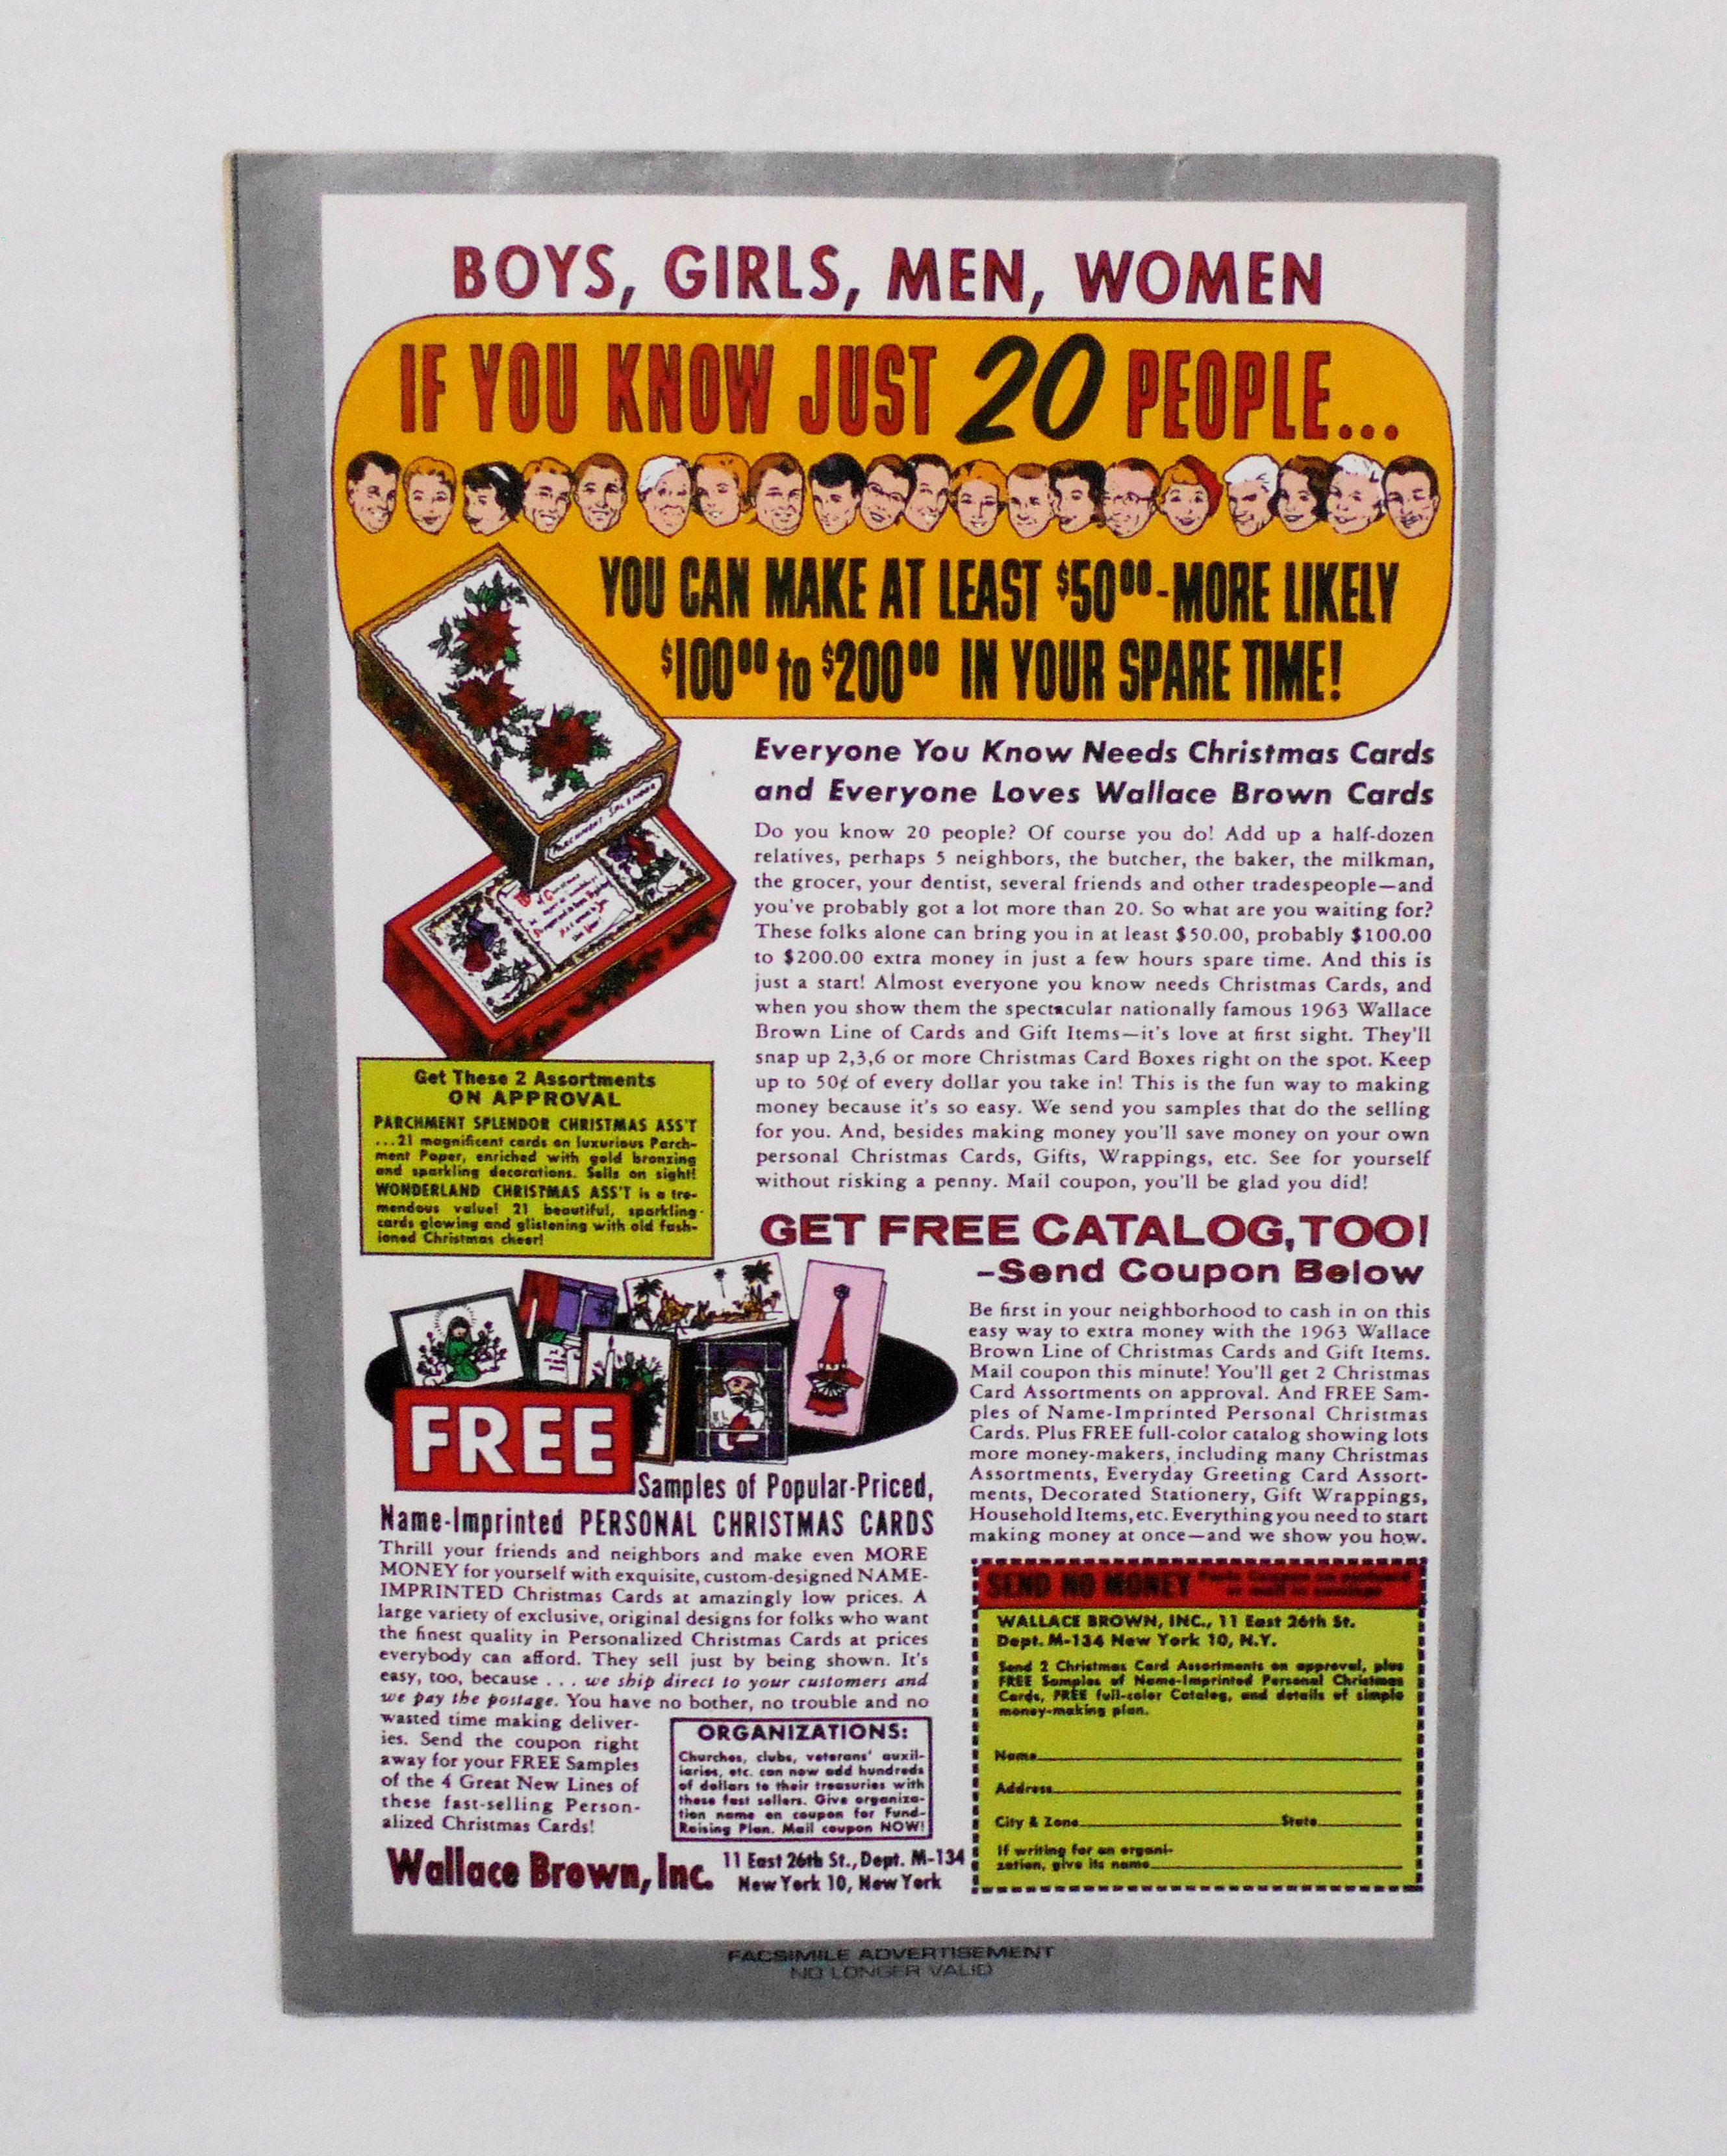 BOYS, GIRLS, MEN, WOMEN
IF YOU KNOW JUST 20 PEOPLE...
YOU CAN MAKE AT LEAST $50⁰⁰-MORE LIKELY
$100⁰⁰ to $200⁰⁰ IN YOUR SPARE TIME!
PARCHMENT SPLENDOR
Everyone You Know Needs Christmas Cards
and Everyone Loves Wallace Brown Cards
Do you know 20 people? Of course you do! Add up a half-dozen
relatives, perhaps 5 neighbors, the butcher, the baker, the milkman,
the grocer, your dentist, several friends and other tradespeople—and
you've probably got a lot more than 20. So what are you waiting for?
These folks alone can bring you in at least $50.00, probably $100.00
to $200.00 extra money in just a few hours spare time. And this is
just a start! Almost everyone you know needs Christmas Cards, and
when you show them the spectacular nationally famous 1963 Wallace
Brown Line of Cards and Gift Items—it's love at first sight. They'll
snap up 2,3,6 or more Christmas Card Boxes right on the spot. Keep
up to 50¢ of every dollar you take in! This is the fun way to making
money because it's so easy. We send you samples that do the selling
for you. And, besides making money you'll save money on your own
personal Christmas Cards, Gifts, Wrappings, etc. See for yourself
without risking a penny. Mail coupon, you'll be glad you did!
Get These 2 Assortments
ON APPROVAL
PARCHMENT SPLENDOR CHRISTMAS ASS'T
...21 magnificent cards on luxurious Parch-
ment Paper, enriched with gold bronzing
and sparkling decorations. Sells on sight!
WONDERLAND CHRISTMAS ASS'T is a tre-
mendous value! 21 beautiful, sparkling
cards glowing and glistening with old fash-
ioned Christmas cheer!
GET FREE CATALOG, TOO!
-Send Coupon Below
Be first in your neighborhood to cash in on this
easy way to extra money with the 1963 Wallace
Brown Line of Christmas Cards and Gift Items.
Mail coupon this minute! You'll get 2 Christmas
Card Assortments on approval. And FREE Sam-
ples of Name-Imprinted Personal Christmas
Cards. Plus FREE full-color catalog showing lots
more money-makers, including many Christmas
Assortments, Everyday Greeting Card Assort-
ments, Decorated Stationery, Gift Wrappings,
Household Items, etc. Everything you need to start
making money at once—and we show you how.
FREE
Samples of Popular-Priced,
Name-Imprinted PERSONAL CHRISTMAS CARDS
Thrill your friends and neighbors and make even MORE
MONEY for yourself with exquisite, custom-designed NAME-
IMPRINTED Christmas Cards at amazingly low prices. A
large variety of exclusive, original designs for folks who want
the finest quality in Personalized Christmas Cards at prices
everybody can afford. They sell just by being shown. It's
easy, too, because . . . we ship direct to your customers and
we pay the postage. You have no bother, no trouble and no
wasted time making deliver-
ies. Send the coupon right
away for your FREE Samples
of the 4 Great New Lines of
these fast-selling Person-
alized Christmas Cards!
ORGANIZATIONS:
Churches, clubs, veterans' auxil-
iaries, etc. can now add hundreds
of dollars to their treasuries with
these fast sellers. Give organiza-
tion name on coupon for Fund-
Raising Plan. Mail coupon NOW!
Wallace Brown, Inc. 11 East 26th St., Dept. M-134
New York 10, New York
SEND NO MONEY Paste Coupon on postcard
or mail in envelope
WALLACE BROWN, INC., 11 East 26th St.
Dept. M-134 New York 10, N.Y.
Send 2 Christmas Card Assortments on approval, plus
FREE Samples of Name-Imprinted Personal Christmas
Cards, FREE full-color Catalog, and details of simple
money-making plan.
Name
Address
City & Zone State
If writing for an organi-
zation, give its name
FACSIMILE ADVERTISEMENT
NO LONGER VALID